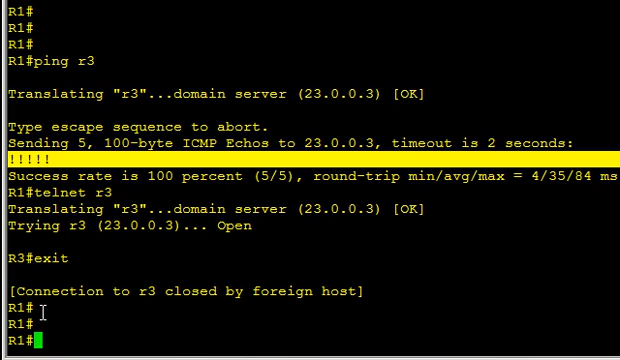 R1#
R1#
R1#
R1#ping r3
Translating "r3"...domain server (23.0.0.3) [OK]
Type escape sequence to abort.
Sending 5, 100-byte ICMP Echos to 23.0.0.3, timeout is 2 seconds:
!!!!!
Success rate is 100 percent (5/5), round-trip min/avg/max = 4/35/84 ms
R1#telnet r3
Translating "r3"...domain server (23.0.0.3) [OK]
Trying r3 (23.0.0.3)... Open
R3#exit
[Connection to r3 closed by foreign host]
R1#
R1#
R1#